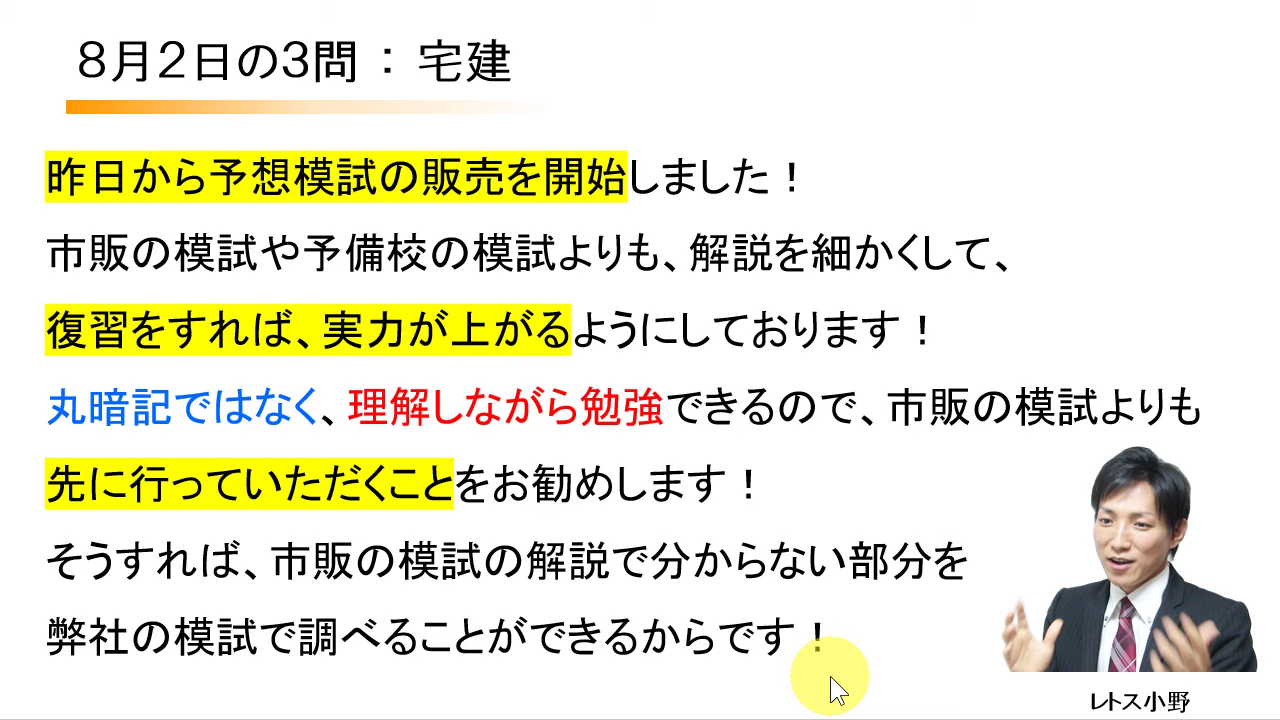 8月2日の3問 : 宅建
昨日から予想模試の販売を開始しました!
市販の模試や予備校の模試よりも、解説を細かくして、
復習をすれば、実力が上がるようにしております!
丸暗記ではなく、理解しながら勉強できるので、市販の模試よりも
先に行っていただくことをお勧めします!
そうすれば、市販の模試の解説で分からない部分を
弊社の模試で調べることができるからです!
レトス小野